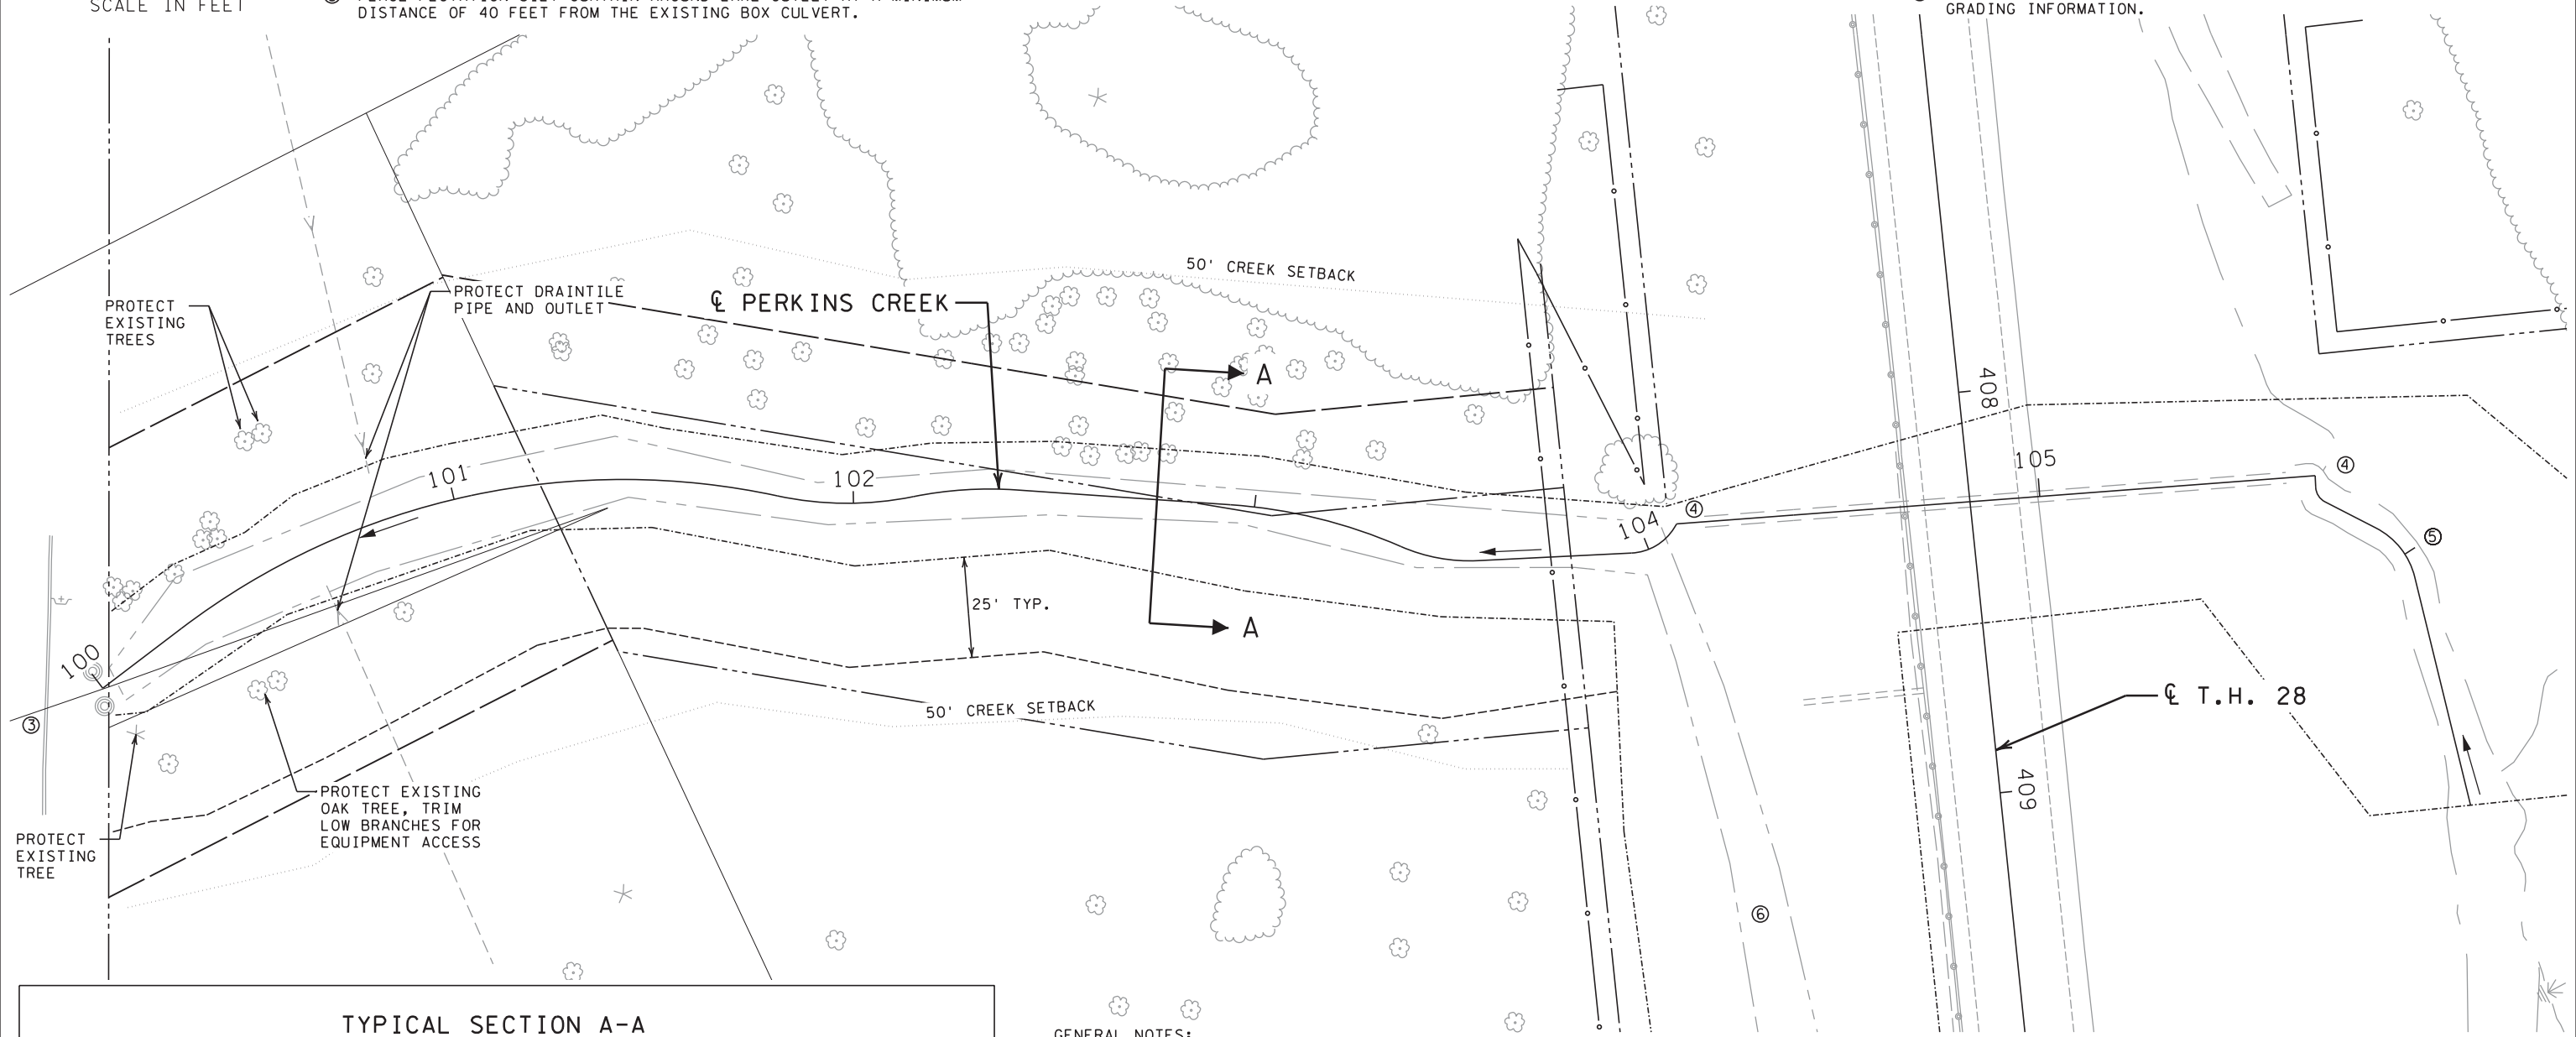 SCALE IN FEET
DISTANCE OF 40 FEET FROM THE EXISTING BOX CULVERT.
GRADING INFORMATION.
50' CREEK SETBACK
PROTECT
EXISTING
TREES
PROTECT DRAINTILE
PIPE AND OUTLET
℄ PERKINS CREEK
A
408
101
102
105
④
104
④
⑤
25' TYP.
A
100
③
50' CREEK SETBACK
℄ T.H. 28
409
PROTECT EXISTING
OAK TREE, TRIM
LOW BRANCHES FOR
EQUIPMENT ACCESS
PROTECT
EXISTING
TREE
⑥
TYPICAL SECTION A-A
GENERAL NOTES: